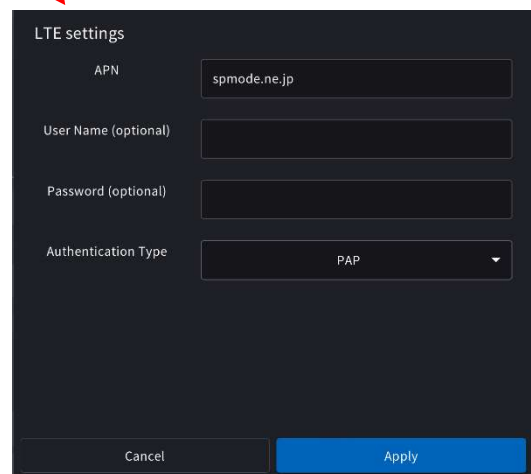 LTE settings
APN
spmode.ne.jp
User Name (optional)
Password (optional)
Authentication Type
PAP
Cancel
Apply